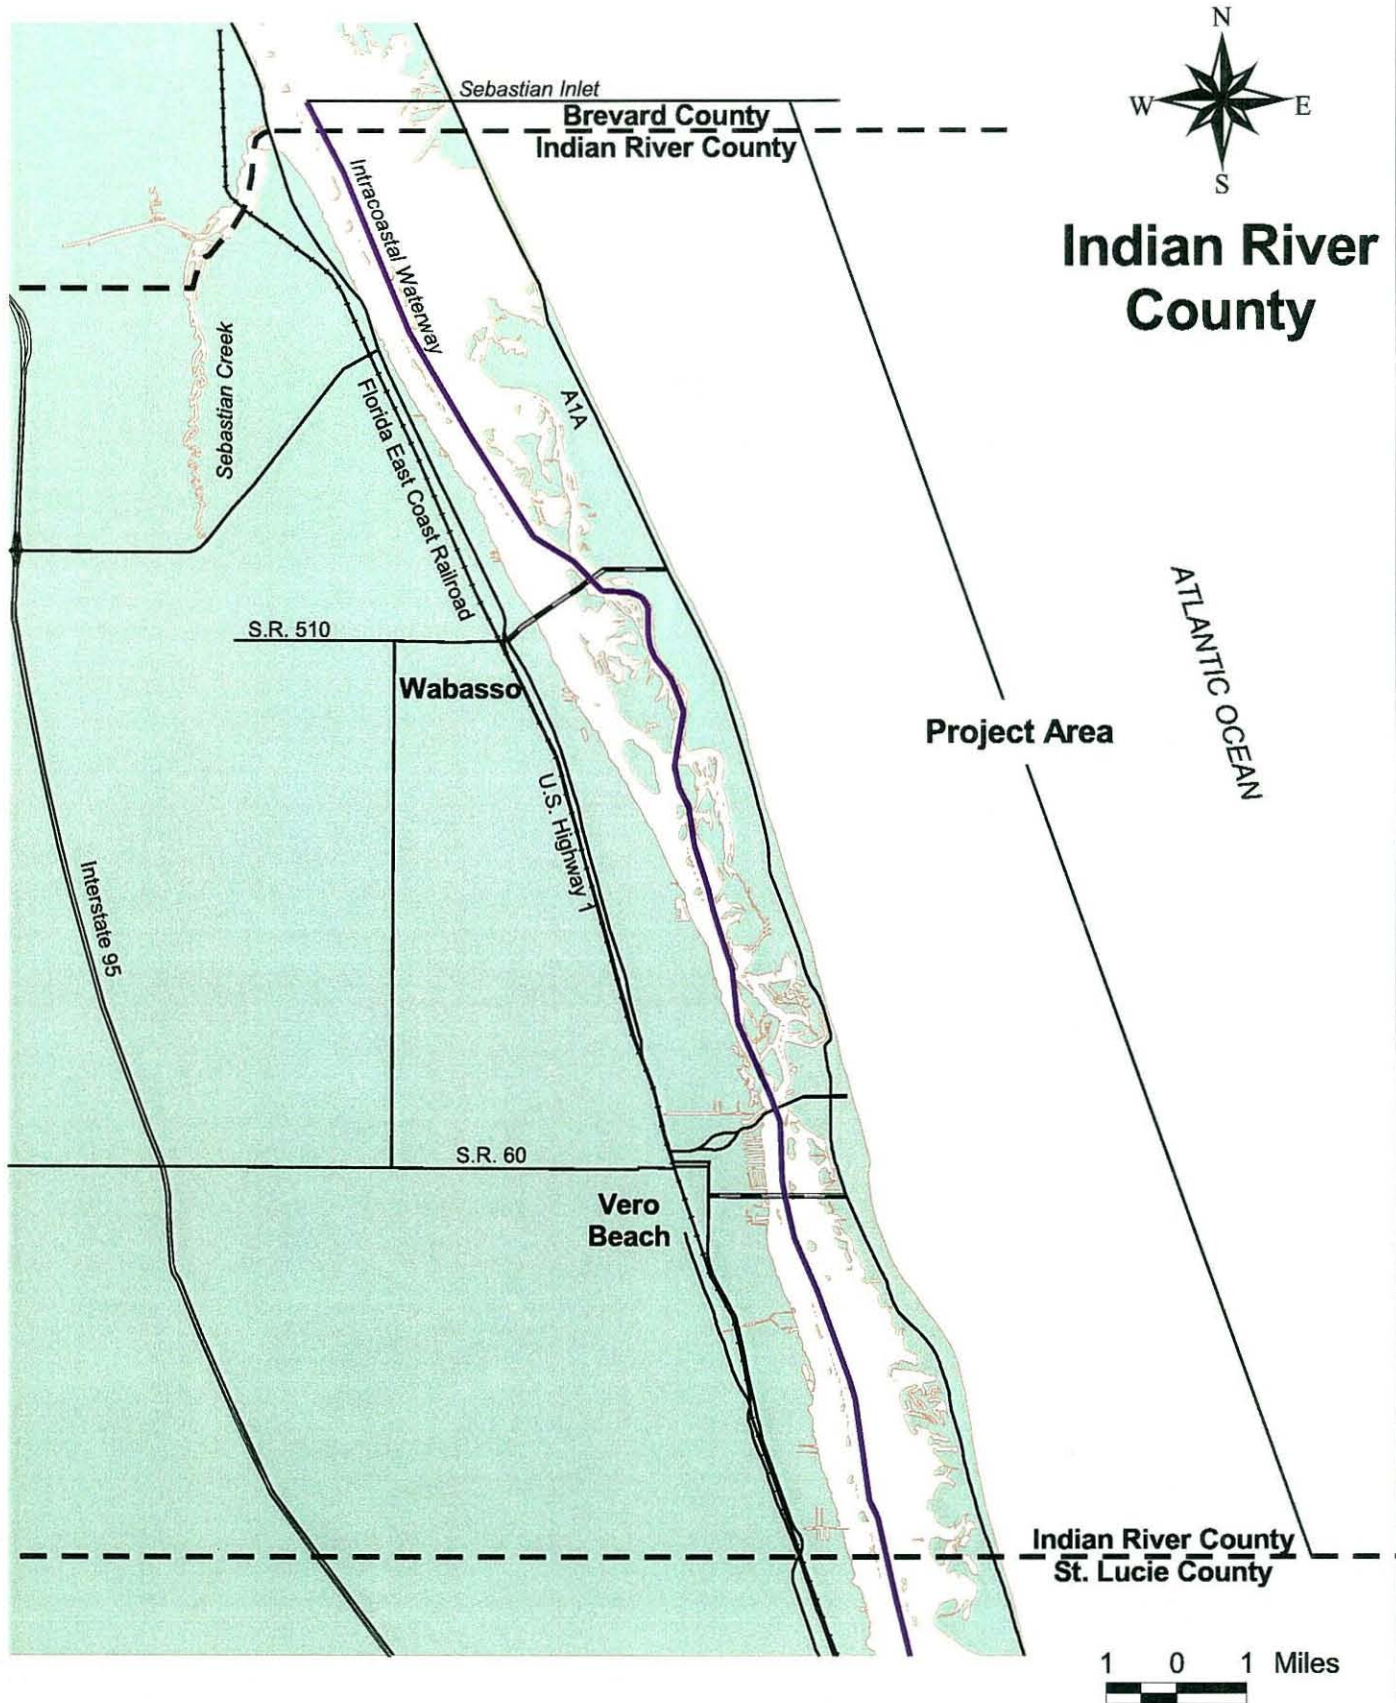 N
W E
S
Sebastian Inlet
Brevard County
Indian River County
Indian River
County
Intracoastal Waterway
Sebastian Creek
A1A
Florida East Coast Railroad
ATLANTIC OCEAN
S.R. 510
Wabasso
Project Area
U.S. Highway 1
Interstate 95
S.R. 60
Vero
Beach
Indian River County
St. Lucie County
1 0 1 Miles